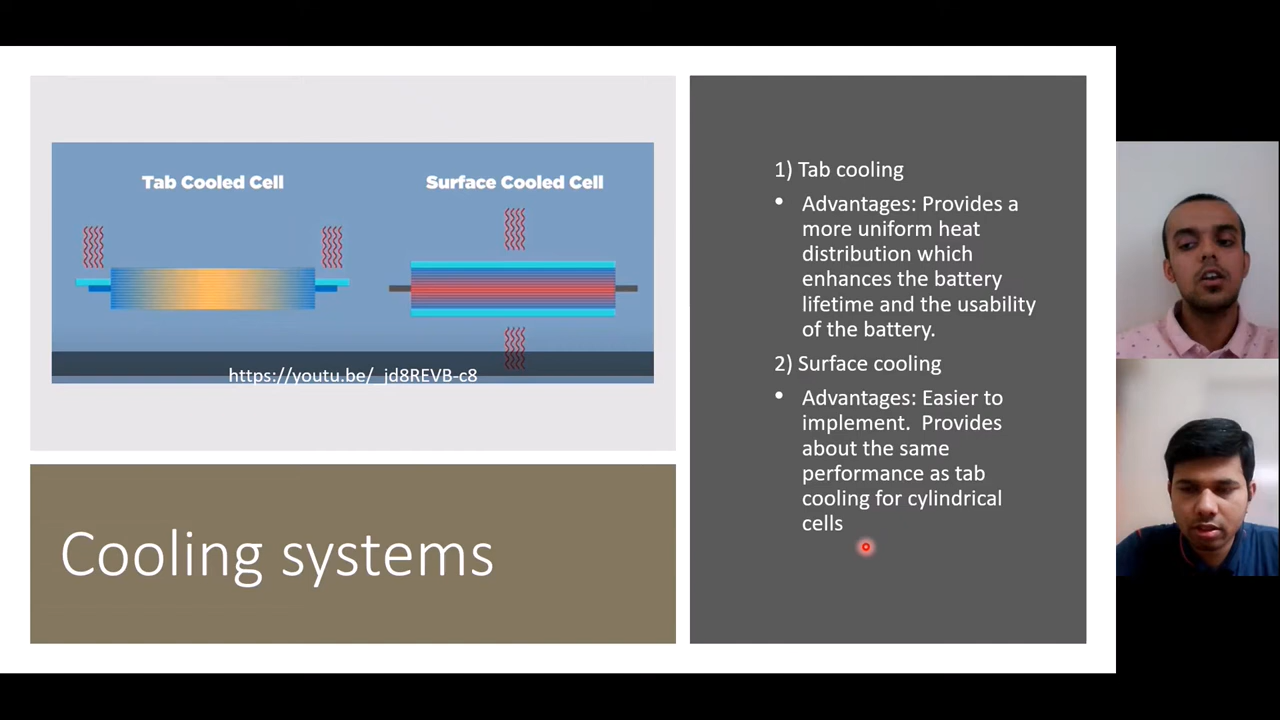 Tab Cooled Cell
Surface Cooled Cell
https://youtu.be/_jd8REVB-c8
Cooling systems
1) Tab cooling
• Advantages: Provides a
more uniform heat
distribution which
enhances the battery
lifetime and the usability
of the battery.
2) Surface cooling
• Advantages: Easier to
implement.  Provides
about the same
performance as tab
cooling for cylindrical
cells